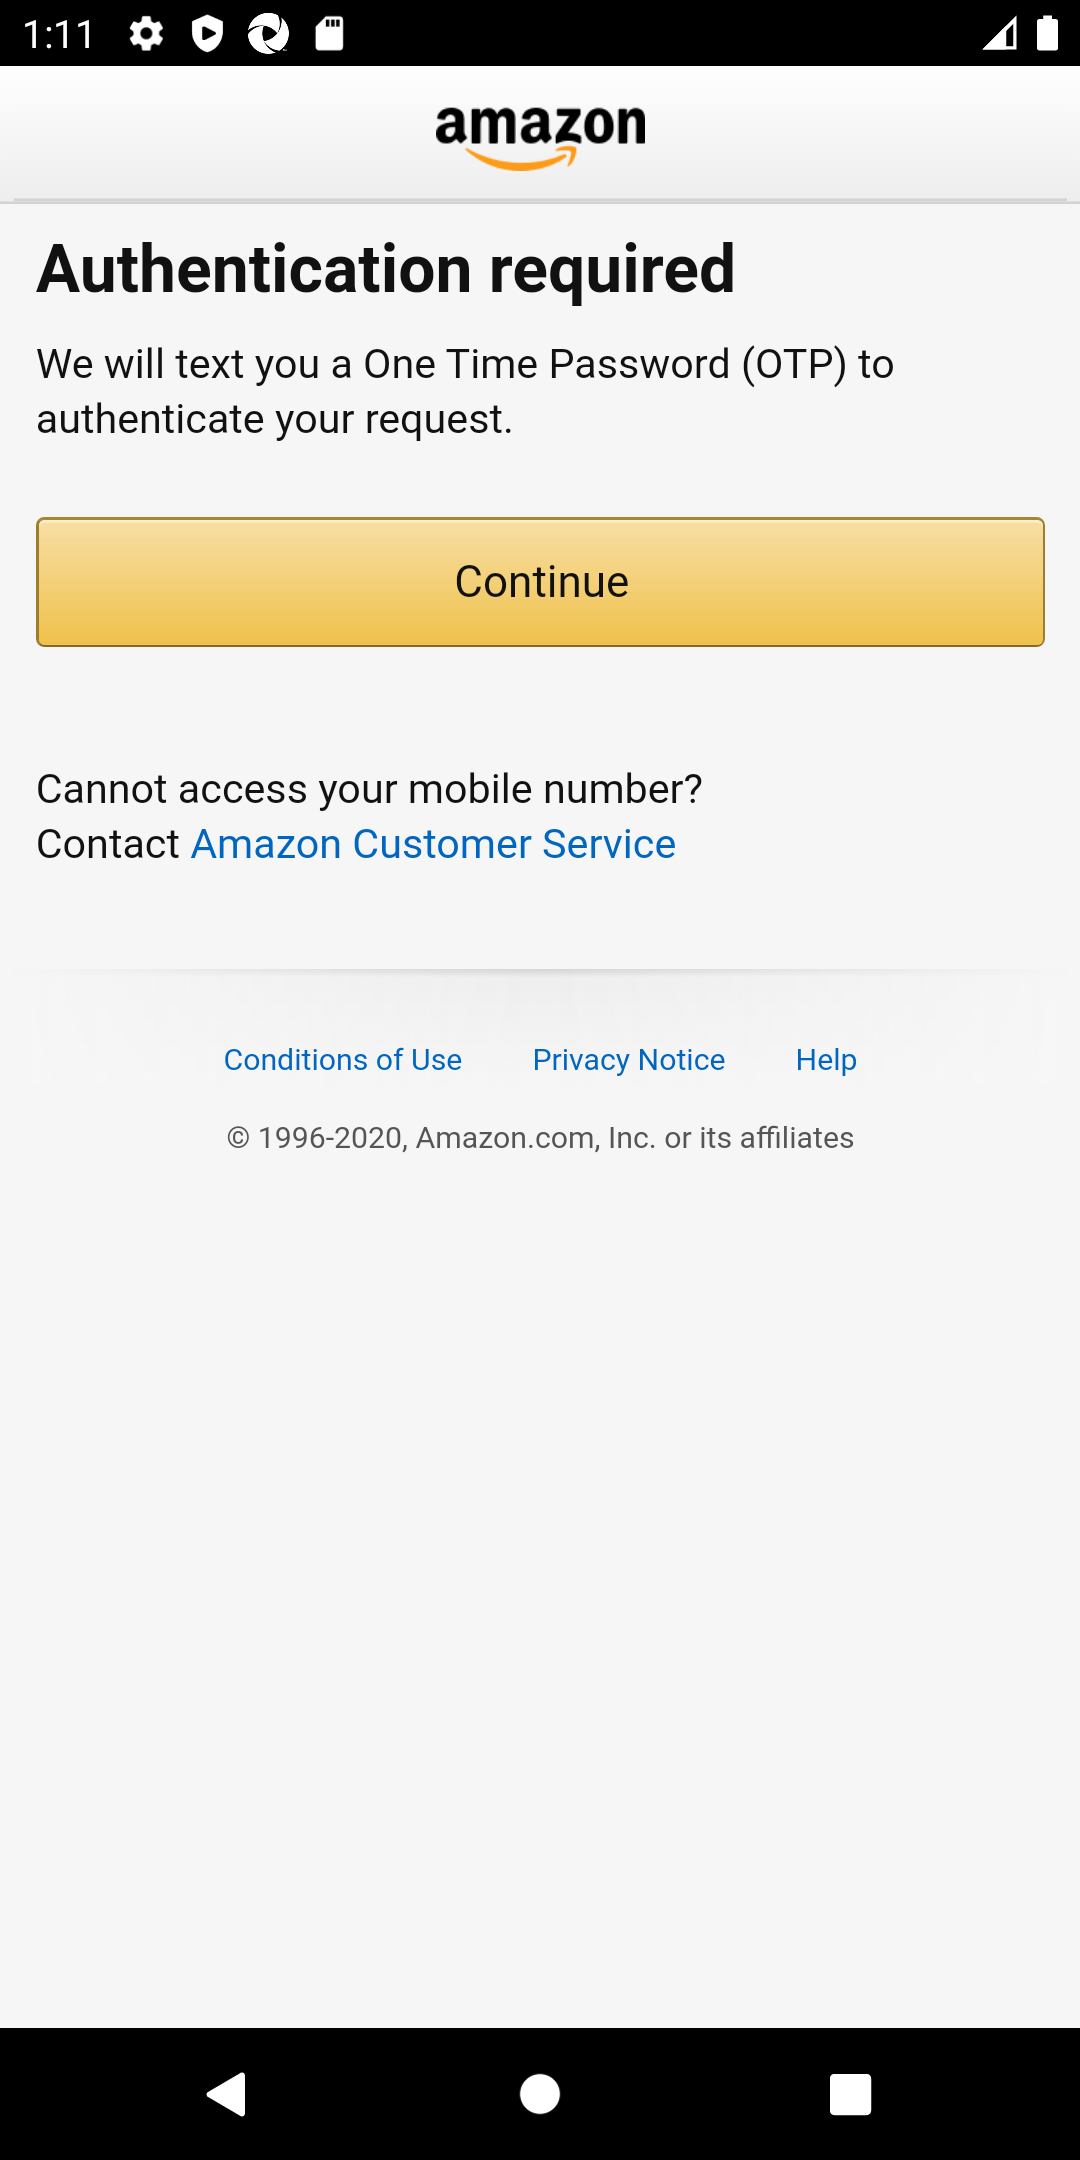 1:11
amazon
Authentication required
We will text you a One Time Password (OTP) to
authenticate your request.
Continue
Cannot access your mobile number?
Contact Amazon Customer Service
Conditions of Use Privacy Notice Help
© 1996-2020, Amazon.com, Inc. or its affiliates